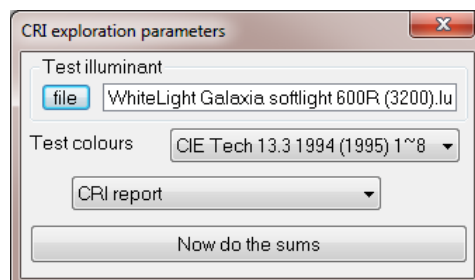 CRI exploration parameters
Test illuminant
file WhiteLight Galaxia softlight 600R (3200).lu
Test colours CIE Tech 13.3 1994 (1995) 1~8
CRI report
Now do the sums